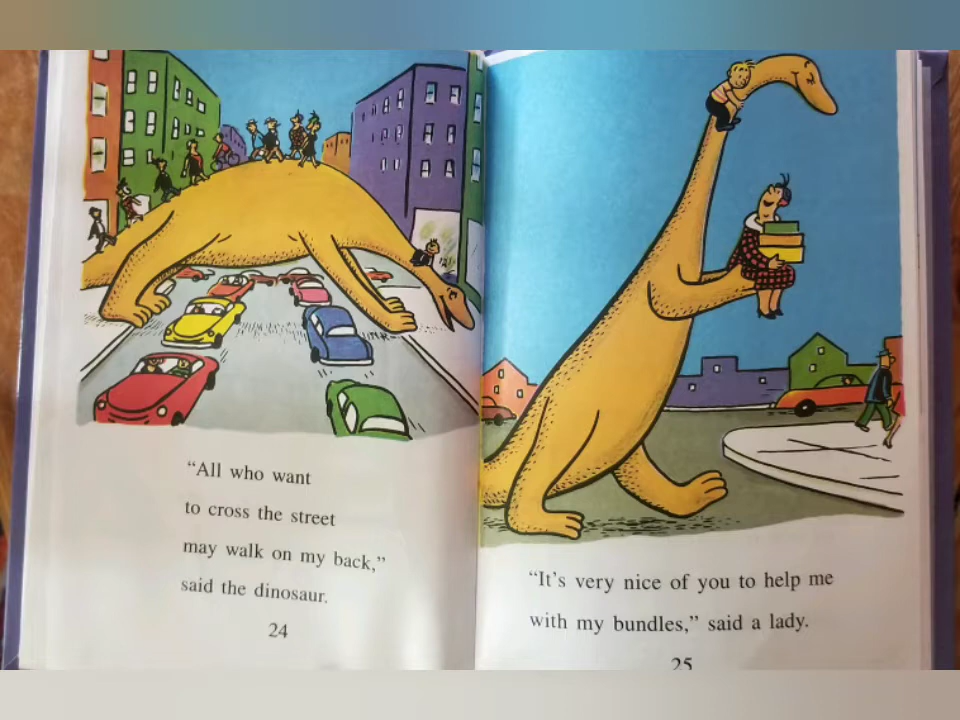 “All who want
to cross the street
may walk on my back,”
said the dinosaur.
24
“It’s very nice of you to help me
with my bundles,” said a lady.
25